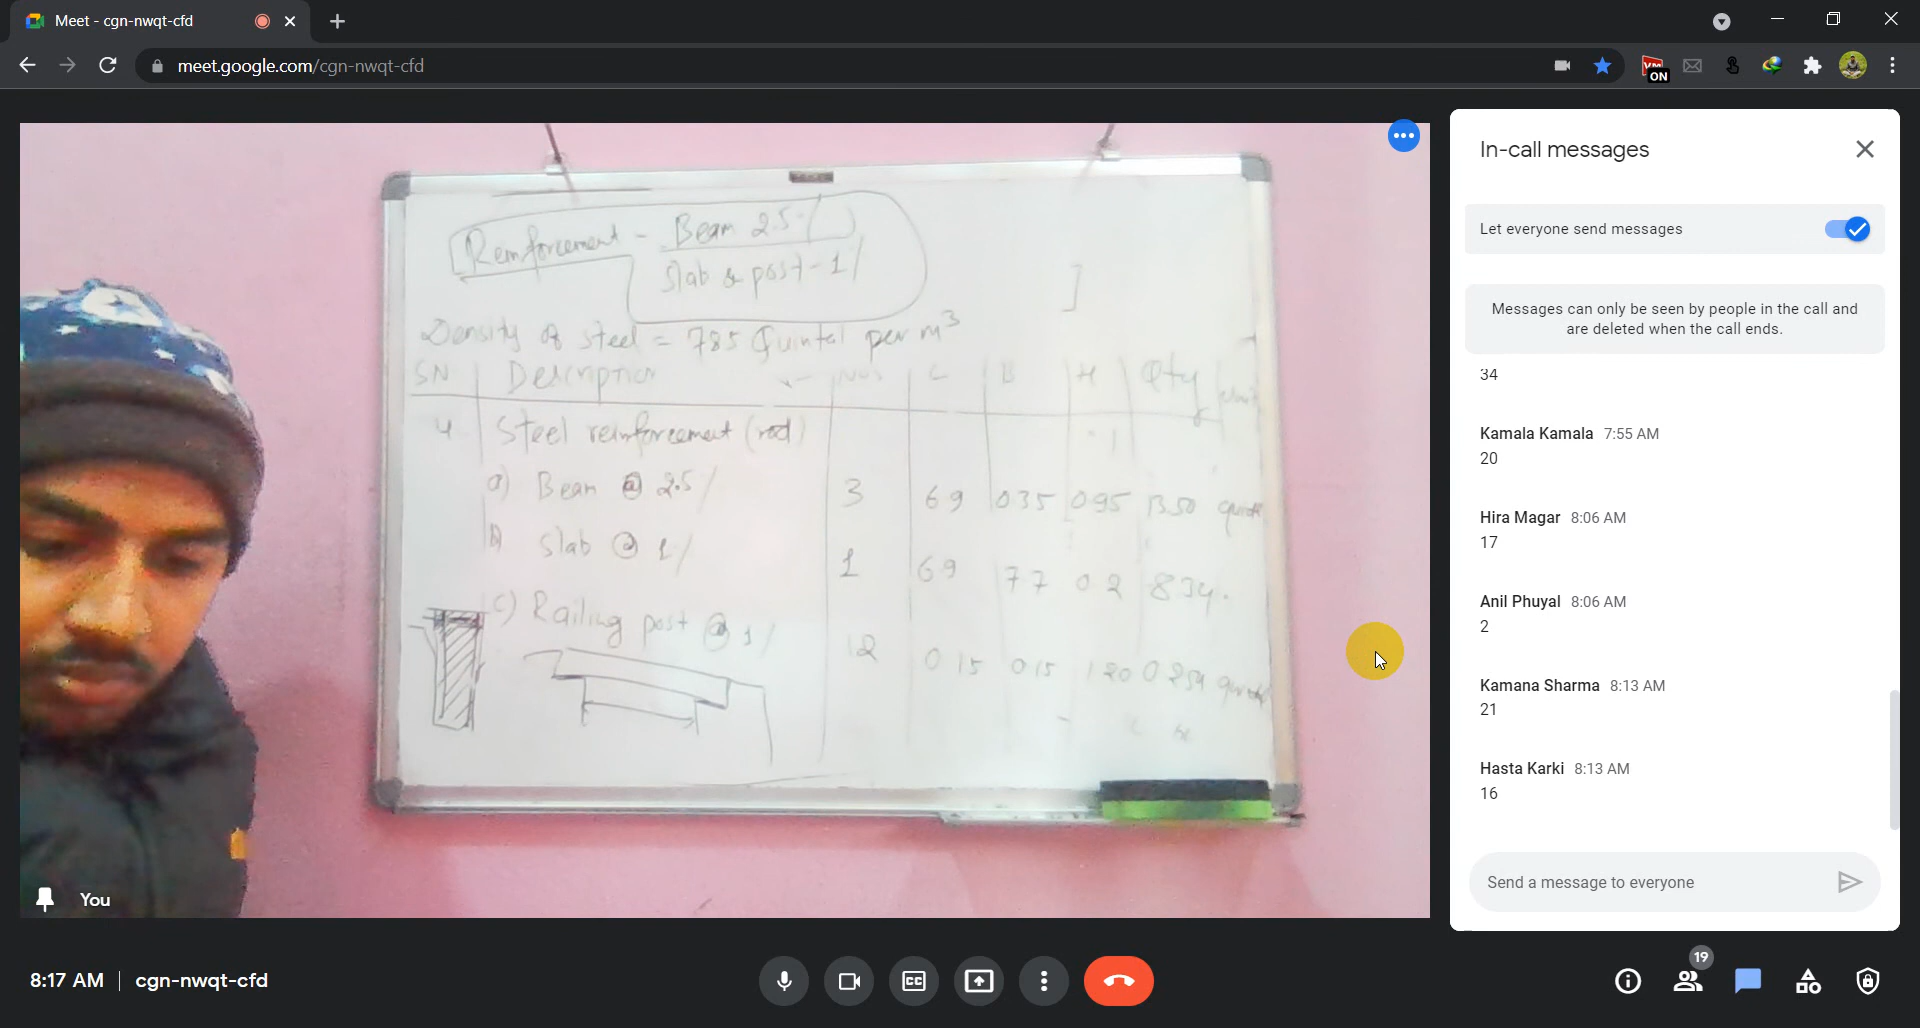 Meet - cgn-nwqt-cfd
meet.google.com/cgn-nwqt-cfd
ON
In-call messages
Let everyone send messages
Messages can only be seen by people in the call and
are deleted when the call ends.
34
Kamala Kamala 7:55 AM
20
Hira Magar 8:06 AM
17
Anil Phuyal 8:06 AM
2
Kamana Sharma 8:13 AM
21
Hasta Karki 8:13 AM
16
Send a message to everyone
Reinforcement - Beam 2.5%
Slab & post - 1%
Density of steel = 785 Quintal per m³
SN Description Nos L B H Qty
4 Steel reinforcement (rod)
a) Beam @ 2.5% 3 6.9 0.35 0.95
b) Slab @ 1% 1 6.9 7.7 0.2 8.34
c) Railing post @ 1% 12 0.15 0.15 1.20 0.254
You
8:17 AM | cgn-nwqt-cfd
CC
19